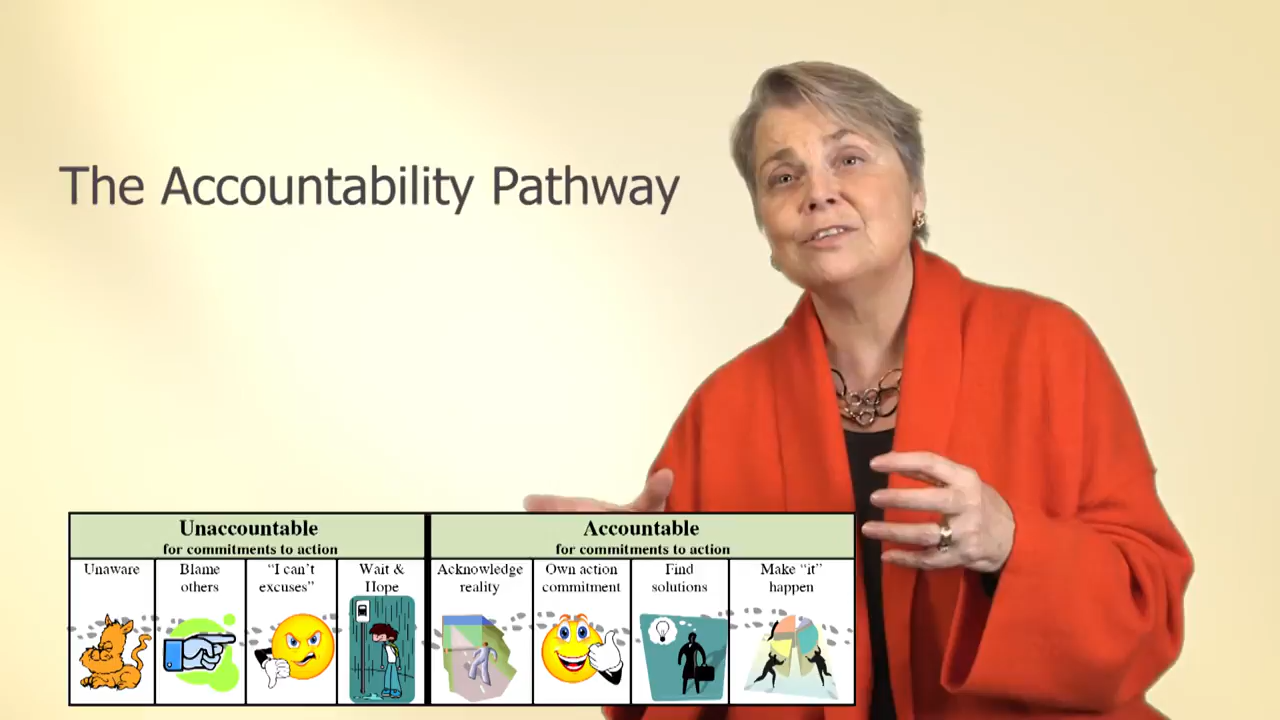 The Accountability Pathway
Unaccountable
for commitments to action
Accountable
for commitments to action
Unaware
Blame
others
“I can’t
excuses”
Wait &
Hope
Acknowledge
reality
Own action
commitment
Find
solutions
Make “it”
happen